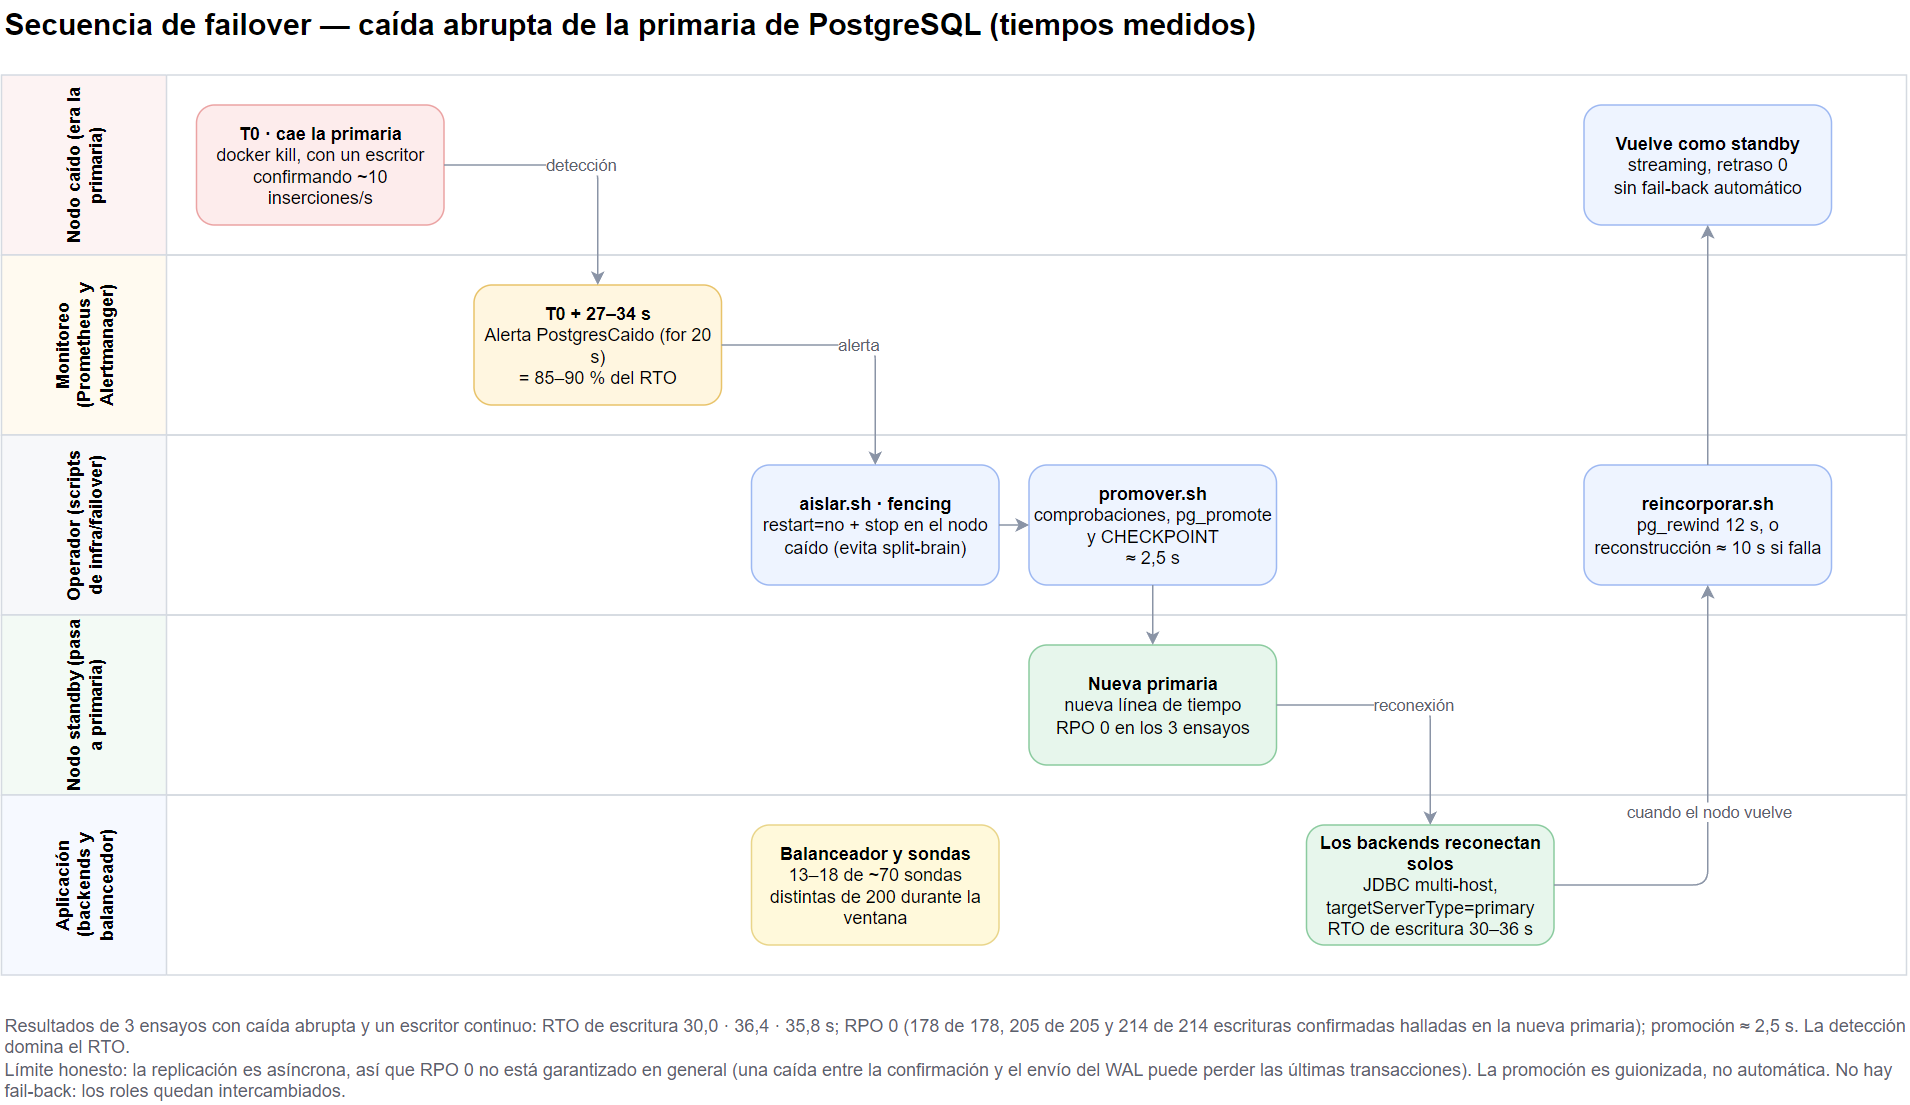 Secuencia de failover — caída abrupta de la primaria de PostgreSQL (tiempos medidos)
Nodo caído (era la
primaria)
T0 · cae la primaria
docker kill, con un escritor
confirmando ~10
inserciones/s
detección
Vuelve como standby
streaming, retraso 0
sin fail-back automático
Monitoreo
(Prometheus y
Alertmanager)
T0 + 27–34 s
Alerta PostgresCaido (for 20
s)
= 85–90 % del RTO
alerta
Operador (scripts
de infra/failover)
aislar.sh · fencing
restart=no + stop en el nodo
caído (evita split-brain)
promover.sh
comprobaciones, pg_promote
y CHECKPOINT
≈ 2,5 s
reincorporar.sh
pg_rewind 12 s, o
reconstrucción ≈ 10 s si falla
Nodo standby (pasa
a primaria)
Nueva primaria
nueva línea de tiempo
RPO 0 en los 3 ensayos
reconexión
Aplicación
(backends y
balanceador)
Balanceador y sondas
13–18 de ~70 sondas
distintas de 200 durante la
ventana
Los backends reconectan
solos
JDBC multi-host,
targetServerType=primary
RTO de escritura 30–36 s
cuando el nodo vuelve
Resultados de 3 ensayos con caída abrupta y un escritor continuo: RTO de escritura 30,0 · 36,4 · 35,8 s; RPO 0 (178 de 178, 205 de 205 y 214 de 214 escrituras confirmadas halladas en la nueva primaria); promoción ≈ 2,5 s. La detección
domina el RTO.
Límite honesto: la replicación es asíncrona, así que RPO 0 no está garantizado en general (una caída entre la confirmación y el envío del WAL puede perder las últimas transacciones). La promoción es guionizada, no automática. No hay
fail-back: los roles quedan intercambiados.